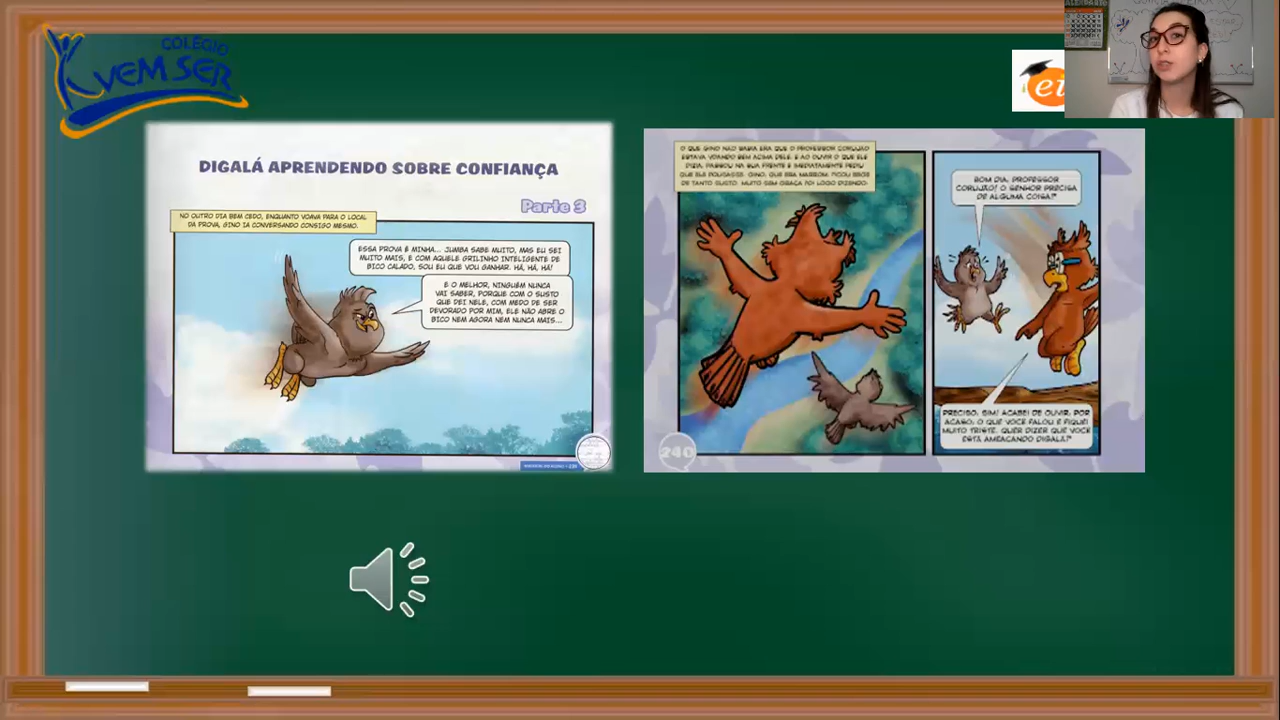 COLÉGIO
VEM SER
ei
CALENDÁRIO
DIGALÁ APRENDENDO SOBRE CONFIANÇA
Parte 3
NO OUTRO DIA BEM CEDO, ENQUANTO VOAVA PARA O LOCAL
DA PROVA, GINO IA CONVERSANDO CONSIGO MESMO.
ESSA PROVA É MINHA... JUMBA SABE MUITO, MAS EU SEI
MUITO MAIS, E COM AQUELE GRILINHO INTELIGENTE DE
BICO CALADO, SOU EU QUE VOU GANHAR. HÁ, HÁ, HÁ!
E O MELHOR, NINGUÉM NUNCA
VAI SABER, PORQUE COM O SUSTO
QUE DEI NELE, COM MEDO DE SER
DEVORADO POR MIM, ELE NÃO ABRE O
BICO NEM AGORA NEM NUNCA MAIS...
O QUE GINO NÃO SABIA ERA QUE O PROFESSOR CORUJÃO
ESTAVA VOANDO BEM ACIMA DELE. E AO OUVIR O QUE ELE
DIZIA, PASSOU NA SUA FRENTE E IMEDIATAMENTE PEDIU
QUE ELE POUSASSE. GINO, QUE ERA MARROM, FICOU
DE TANTO SUSTO. MUITO SEM GRAÇA FOI LOGO DIZENDO:
BOM DIA, PROFESSOR
CORUJÃO! O SENHOR PRECISA
DE ALGUMA COISA?
PRECISO, SIM! ACABEI DE OUVIR, POR
ACASO, O QUE VOCÊ FALOU E FIQUEI
MUITO TRISTE. QUER DIZER QUE VOCÊ
ESTÁ AMEAÇANDO DIGALÁ?
240